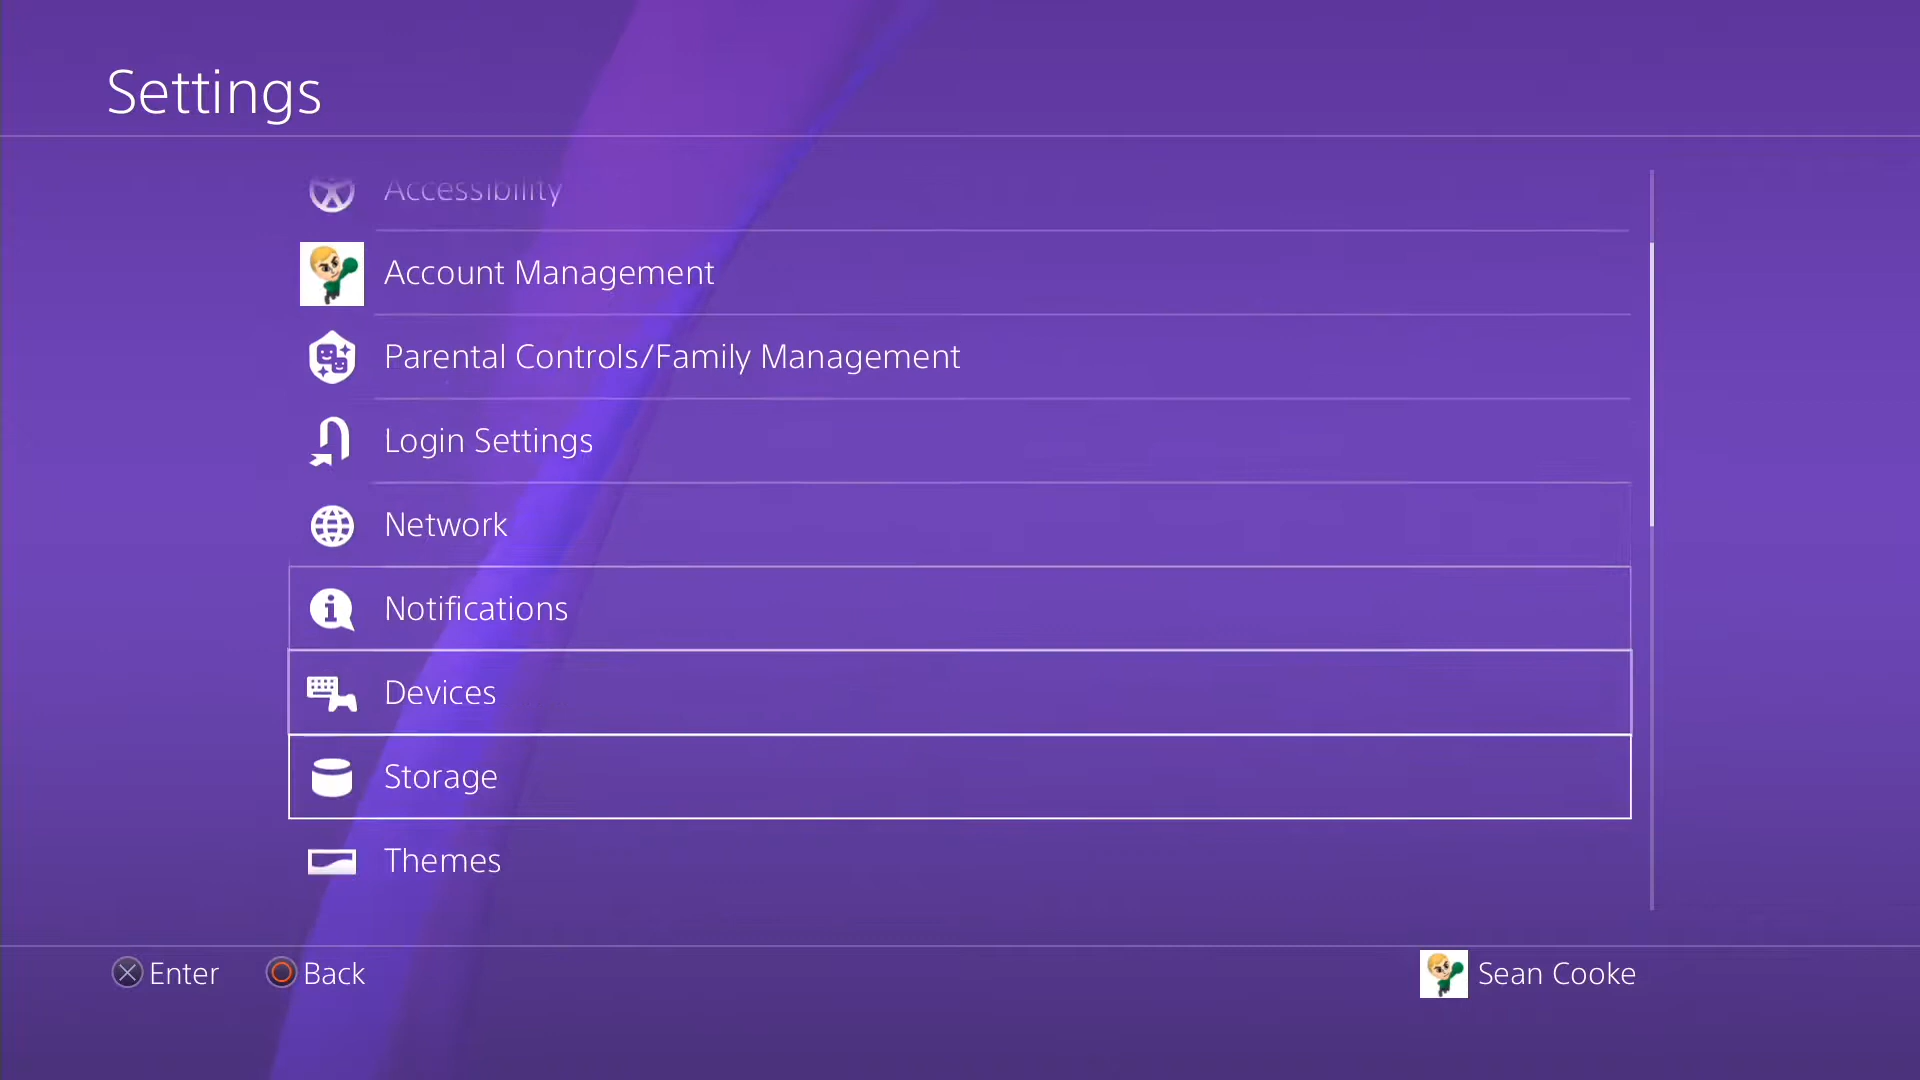 Settings
Accessibility
Account Management
Parental Controls/Family Management
Login Settings
Network
Notifications
Devices
Storage
Themes
Enter
Back
Sean Cooke